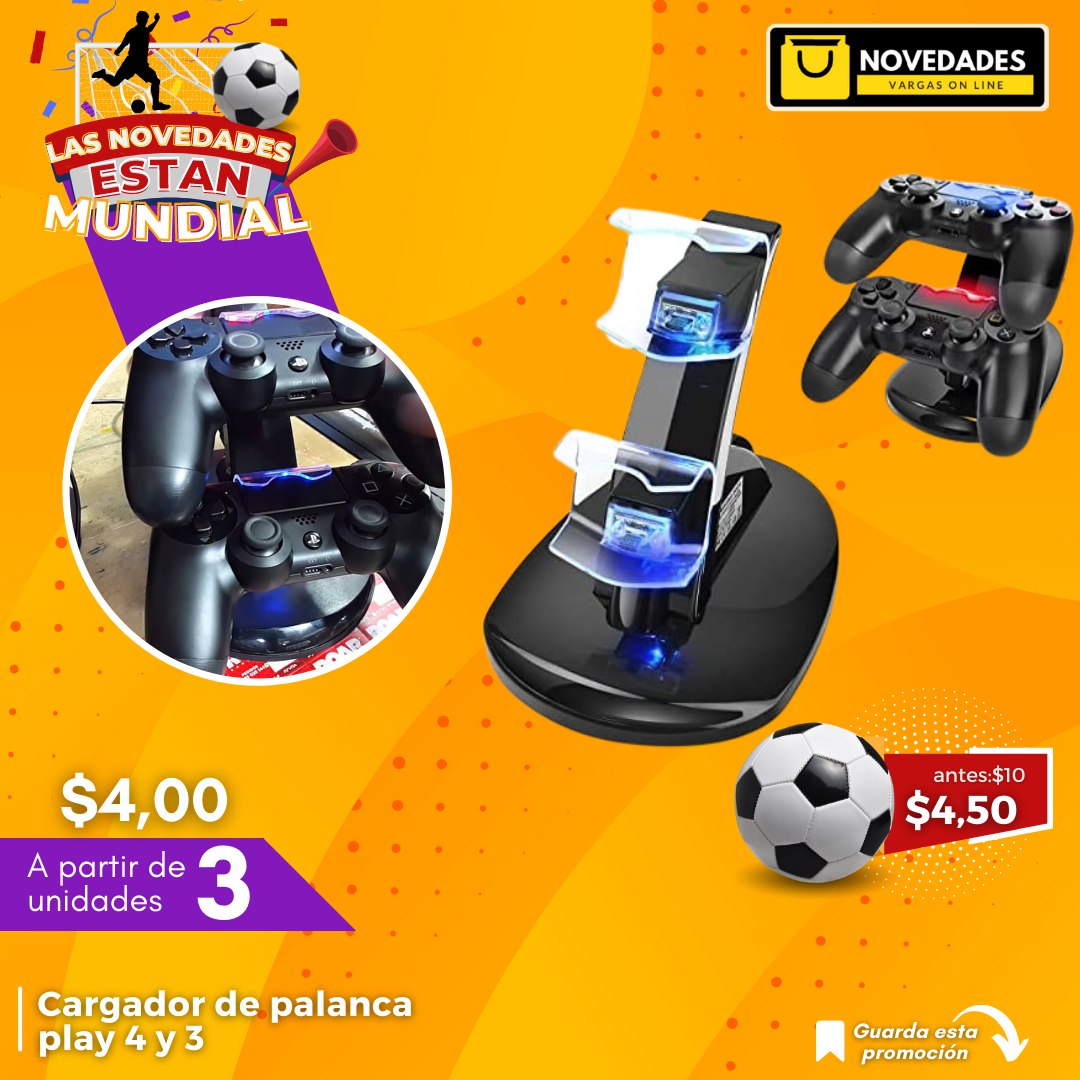 LAS NOVEDADES
ESTAN
MUNDIAL
NOVEDADES
VARGAS ON LINE
antes:$10
$4,50
$4,00
A partir de 3
unidades
Cargador de palanca
play 4 y 3
Guarda esta
promoción